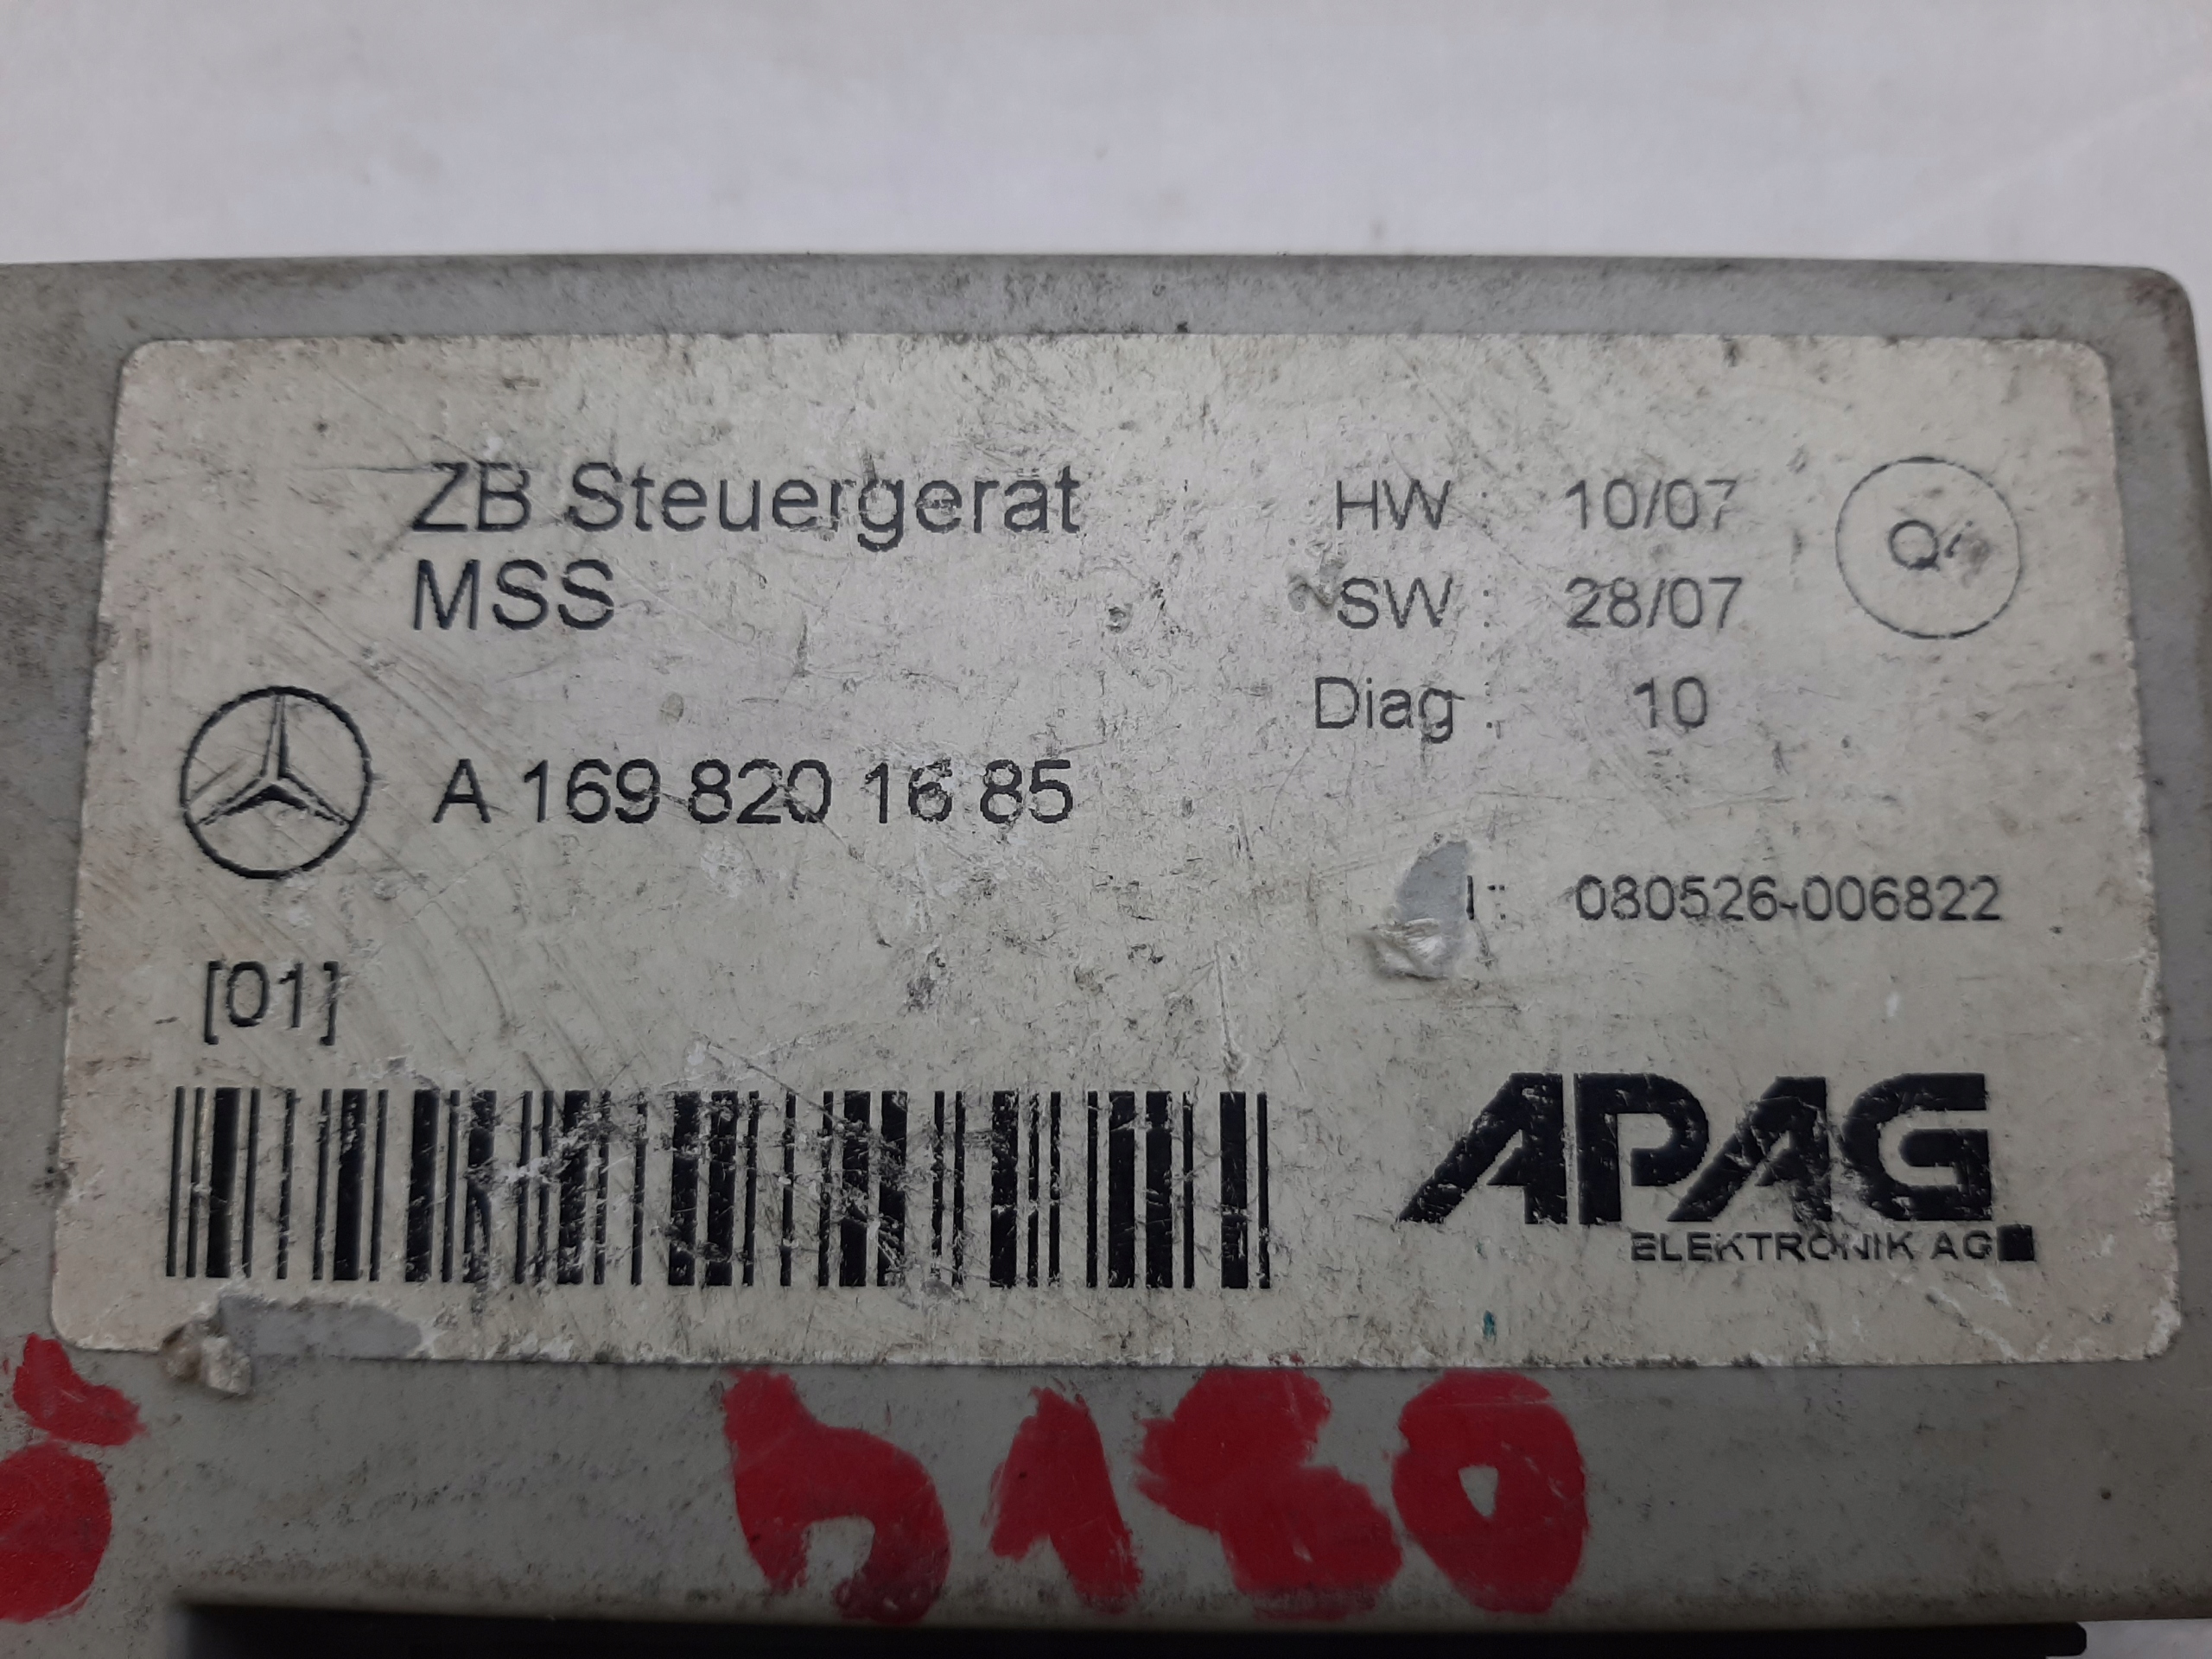 ZB Steuergerät
MSS
HW : 10/07
SW : 28/07
Diag : 10
A 169 820 16 85
: 080526-006822
[01]
APAG
ELEKTRONIK AG